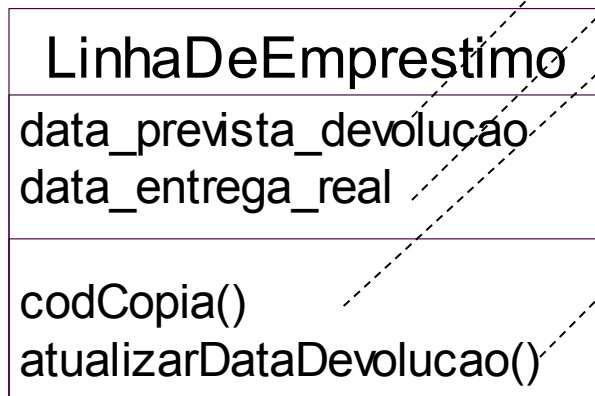 LinhaDeEmprestimo
data_prevista_devolucao
data_entrega_real
codCopia()
atualizarDataDevolucao()